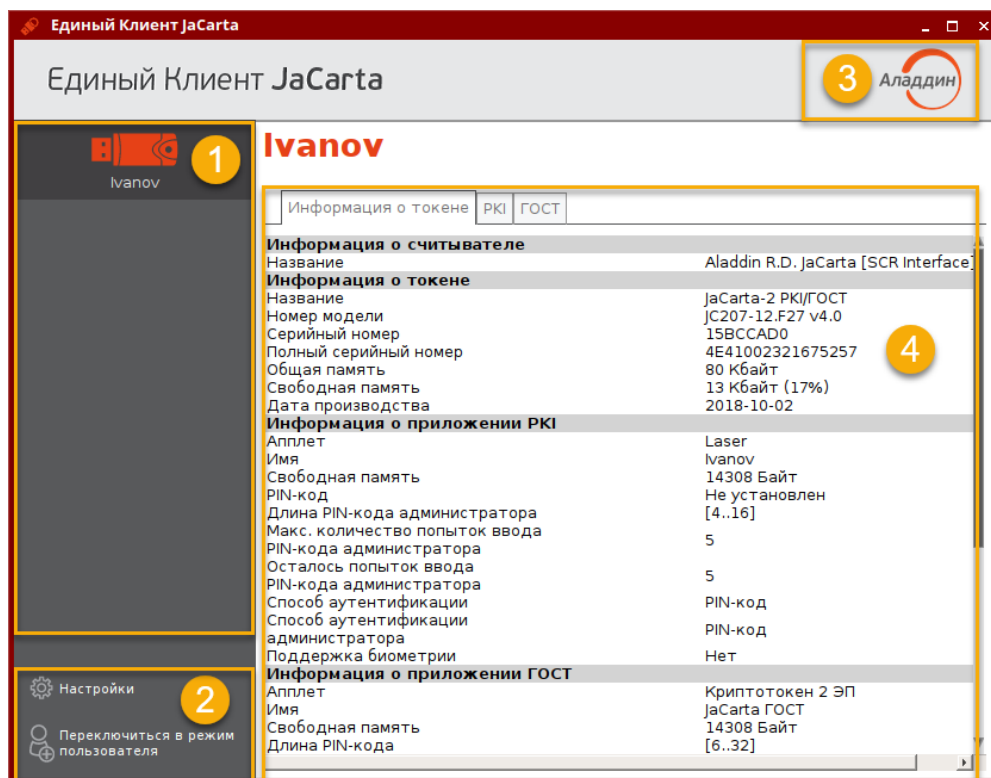 Единый Клиент JaCarta
Единый Клиент JaCarta
3
Аладдин
1
Ivanov
Ivanov
Информация о токене PKI ГОСТ
Информация о считывателе
Название Aladdin R.D. JaCarta [SCR Interface]
Информация о токене
Название JaCarta-2 PKI/ГОСТ
Номер модели JC207-12.F27 v4.0
Серийный номер 15BCCAD0
Полный серийный номер 4E41002321675257
4
Общая память 80 Кбайт
Свободная память 13 Кбайт (17%)
Дата производства 2018-10-02
Информация о приложении PKI
Апплет Laser
Имя Ivanov
Свободная память 14308 Байт
PIN-код Не установлен
Длина PIN-кода администратора [4..16]
Макс. количество попыток ввода
PIN-кода администратора 5
Осталось попыток ввода
PIN-кода администратора 5
Способ аутентификации PIN-код
Способ аутентификации
администратора PIN-код
Поддержка биометрии Нет
Информация о приложении ГОСТ
Апплет Криптотокен 2 ЭП
Имя JaCarta ГОСТ
Свободная память 14308 Байт
Длина PIN-кода [6..32]
Настройки
2
Переключиться в режим
пользователя